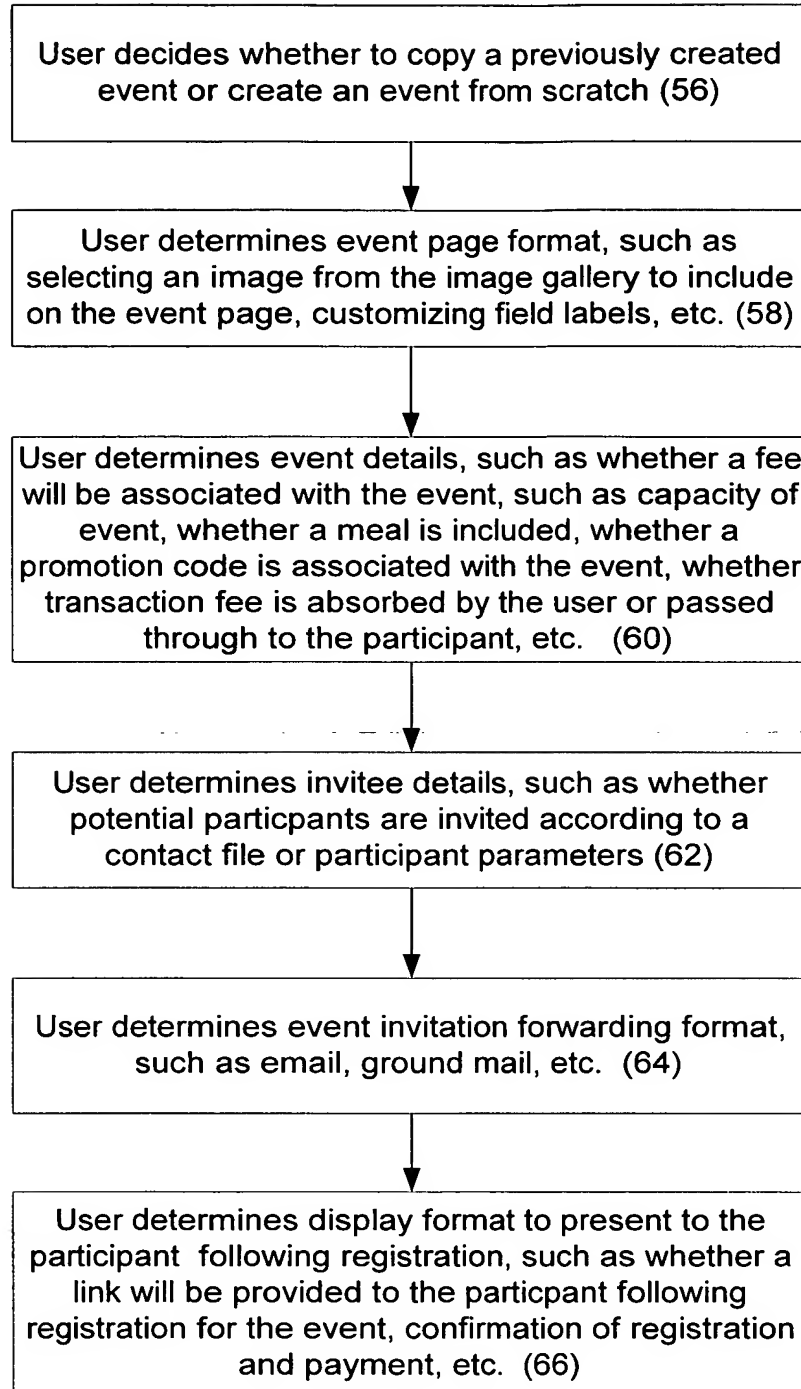 User decides whether to copy a previously created
event or create an event from scratch (56)
User determines event page format, such as
selecting an image from the image gallery to include
on the event page, customizing field labels, etc. (58)
User determines event details, such as whether a fee
will be associated with the event, such as capacity of
event, whether a meal is included, whether a
promotion code is associated with the event, whether
transaction fee is absorbed by the user or passed
through to the participant, etc. (60)
User determines invitee details, such as whether
potential particpants are invited according to a
contact file or participant parameters (62)
User determines event invitation forwarding format,
such as email, ground mail, etc. (64)
User determines display format to present to the
participant following registration, such as whether a
link will be provided to the particpant following
registration for the event, confirmation of registration
and payment, etc. (66)